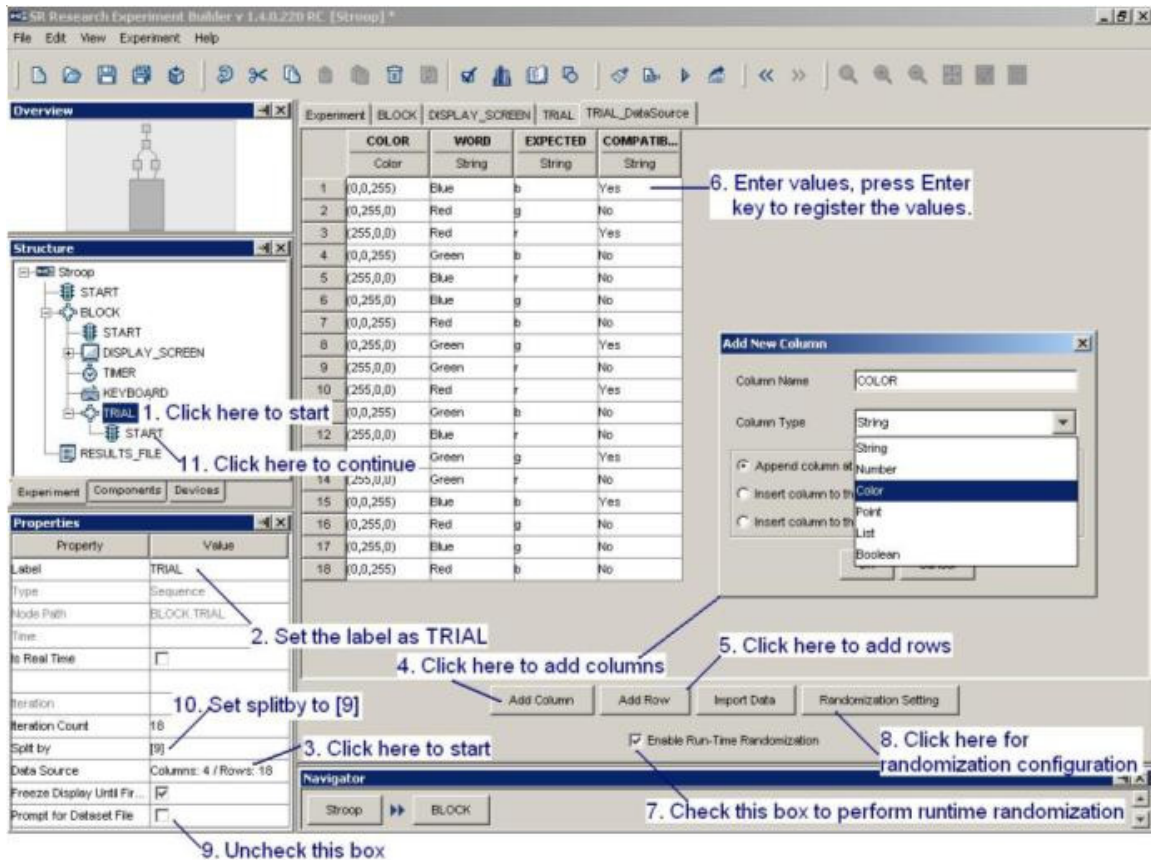 SR Research Experiment Builder v 1.4.0.220 RC [Stroop] *
File Edit View Experiment Help
Overview
Structure
Stroop
START
BLOCK
START
DISPLAY_SCREEN
TIMER
KEYBOARD
TRIAL
START
RESULTS_FILE
1. Click here to start
11. Click here to continue
Experiment Components Devices
Properties
Property Value
Label TRIAL
Type Sequence
Node Path BLOCK.TRIAL
Time
Is Real Time
Iteration
Iteration Count 18
Split by [9]
Data Source Columns: 4 / Rows: 18
Freeze Display Until Fir...
Prompt for Dataset File
2. Set the label as TRIAL
10. Set splitby to [9]
3. Click here to start
9. Uncheck this box
Experiment BLOCK DISPLAY_SCREEN TRIAL TRIAL_DataSource
COLOR WORD EXPECTED COMPATIB...
Color String String String
1 (0,0,255) Blue b Yes
2 (0,255,0) Red g No
3 (255,0,0) Red r Yes
4 (0,0,255) Green b No
5 (255,0,0) Blue r No
6 (0,255,0) Blue g No
7 (0,0,255) Red b No
8 (0,255,0) Green g Yes
9 (255,0,0) Green r No
10 (255,0,0) Red r Yes
(0,0,255) Green b No
12 (255,0,0) Blue r No
Green g Yes
14 (255,0,0) Green r No
15 (0,0,255) Blue b Yes
16 (0,255,0) Red g No
17 (0,255,0) Blue g No
18 (0,0,255) Red b No
6. Enter values, press Enter
key to register the values.
Add New Column
Column Name COLOR
Column Type String
String
Number
Color
Point
List
Boolean
Append column at
Insert column to th
Insert column to th
4. Click here to add columns
5. Click here to add rows
Add Column Add Row Import Data Randomization Setting
Enable Run-Time Randomization
8. Click here for
randomization configuration
Navigator
Stroop BLOCK
7. Check this box to perform runtime randomization